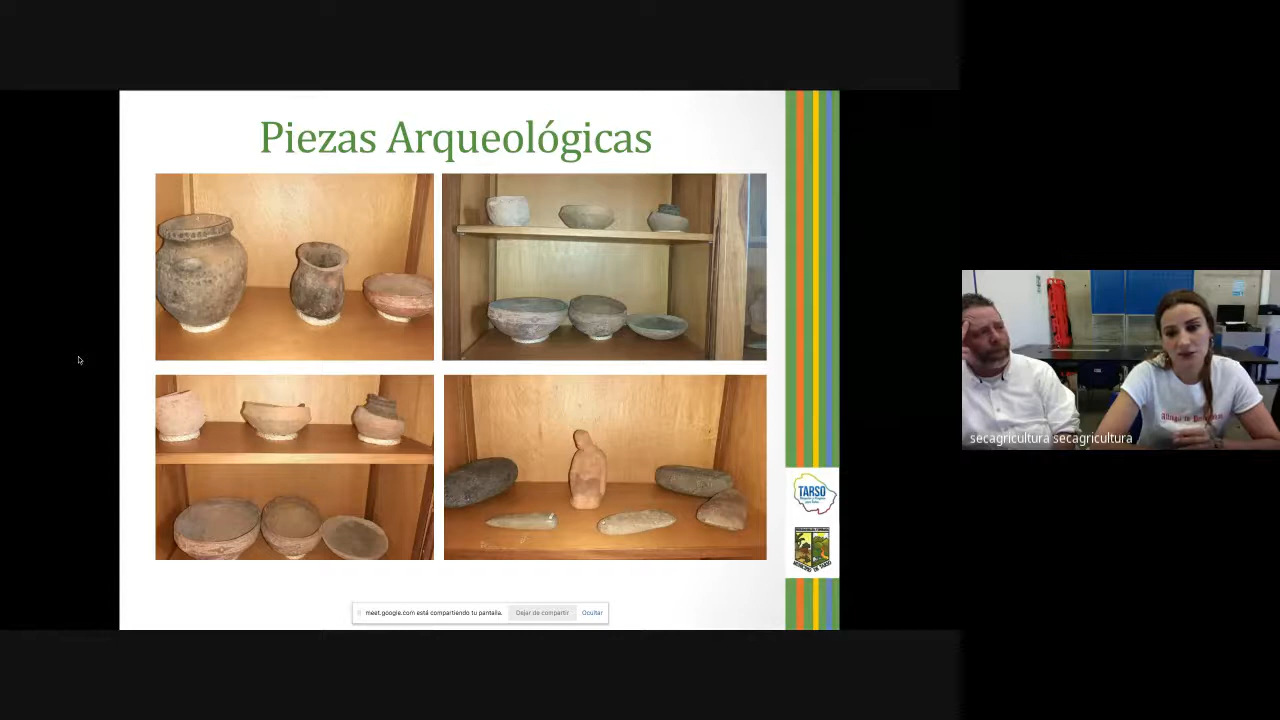 Piezas Arqueológicas
TARSO
meet.google.com está compartiendo tu pantalla.
Dejar de compartir
Ocultar
secagricultura secagricultura